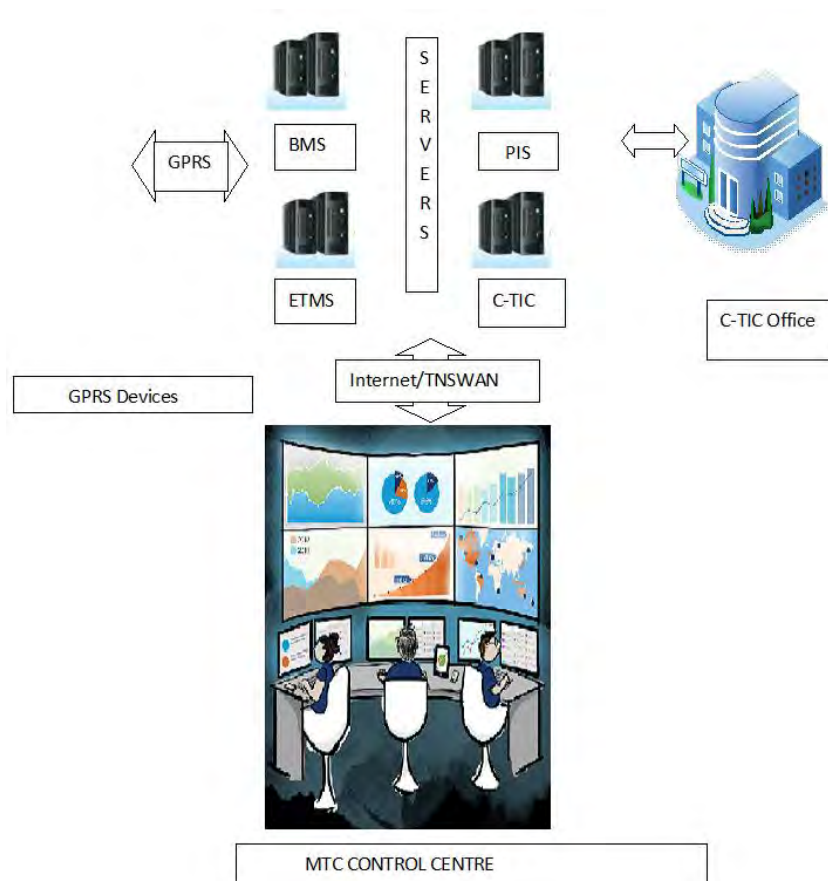 S
E
R
V
E
R
S
BMS
PIS
GPRS
ETMS
C-TIC
C-TIC Office
Internet/TNSWAN
GPRS Devices
MTC CONTROL CENTRE